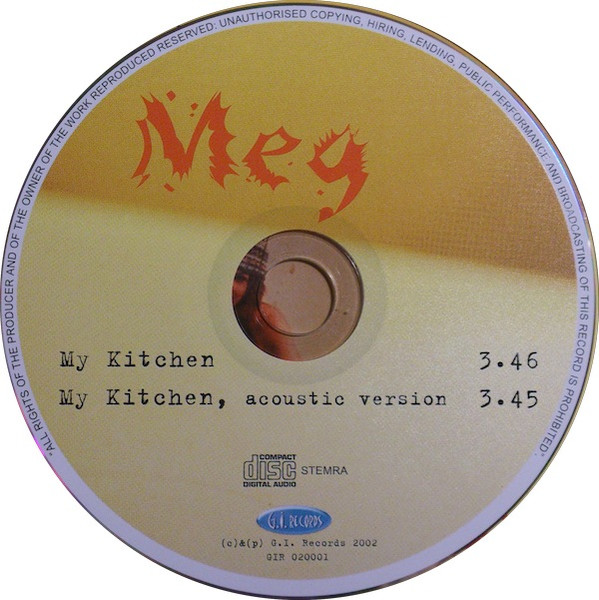 "ALL RIGHTS OF THE PRODUCER AND OF THE OWNER OF THE WORK REPRODUCED RESERVED: UNAUTHORISED COPYING, HIRING, LENDING, PUBLIC PERFORMANCE AND BROADCASTING OF THIS RECORD IS PROHIBITED"
Meg
My Kitchen 3.46
My Kitchen, acoustic version 3.45
COMPACT
disc STEMRA
DIGITAL AUDIO
G.I. RECORDS
(c)&(p) G.I. Records 2002
GIR 020001